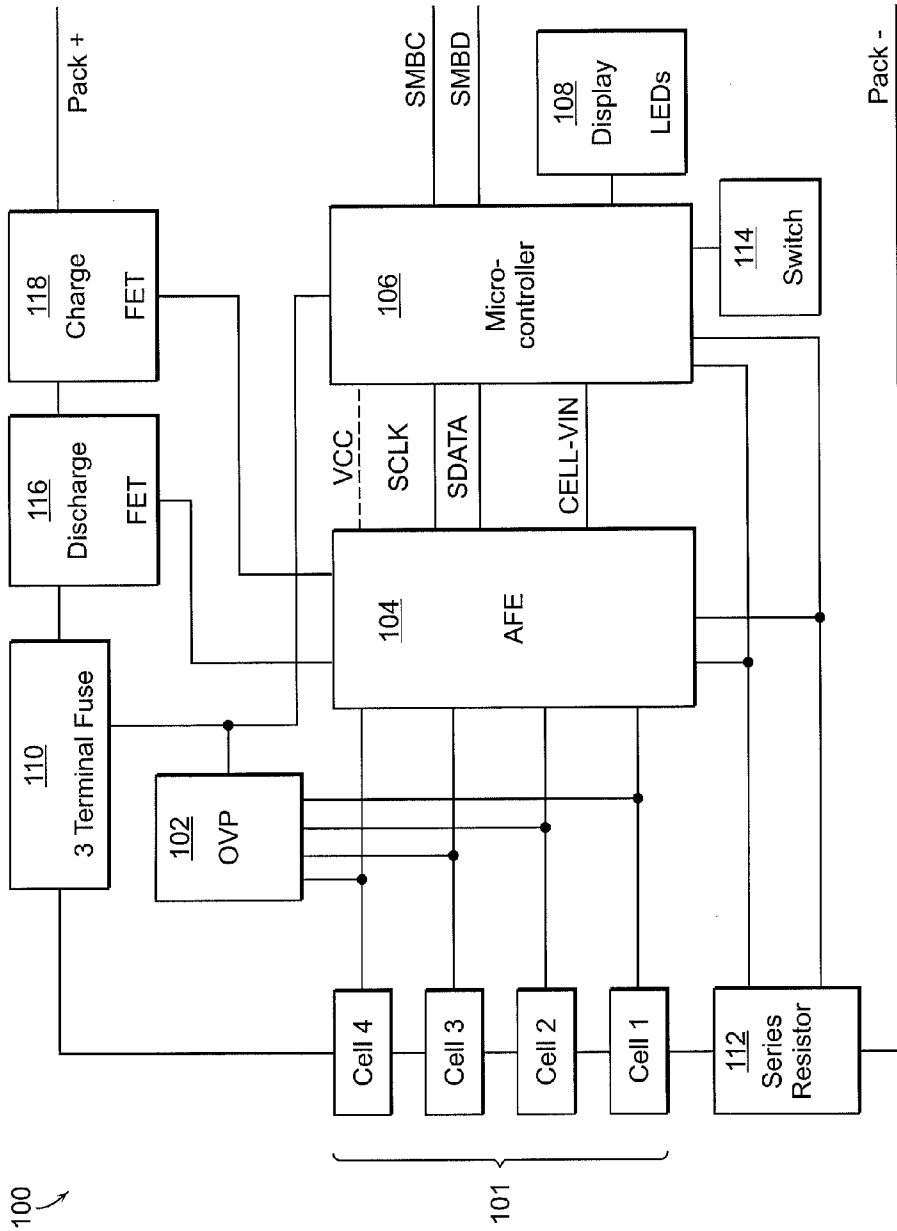 100
110
3 Terminal Fuse
116
Discharge
FET
118
Charge
FET
Pack +
102
OVP
101
Cell 4
Cell 3
Cell 2
Cell 1
104
AFE
VCC
SCLK
SDATA
CELL-VIN
106
Micro-
controller
SMBC
SMBD
108
Display
LEDs
114
Switch
112
Series
Resistor
Pack -